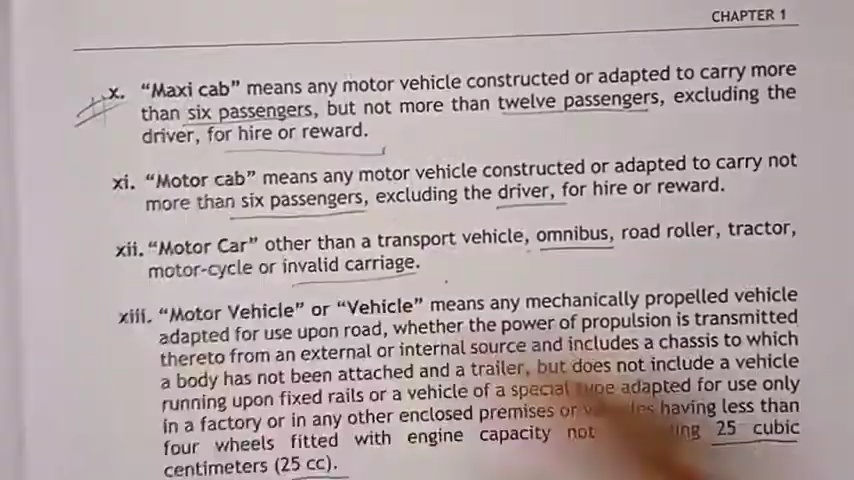 CHAPTER 1
x. “Maxi cab” means any motor vehicle constructed or adapted to carry more
than six passengers, but not more than twelve passengers, excluding the
driver, for hire or reward.
xi. “Motor cab” means any motor vehicle constructed or adapted to carry not
more than six passengers, excluding the driver, for hire or reward.
xii. “Motor Car” other than a transport vehicle, omnibus, road roller, tractor,
motor-cycle or invalid carriage.
xiii. “Motor Vehicle” or “Vehicle” means any mechanically propelled vehicle
adapted for use upon road, whether the power of propulsion is transmitted
thereto from an external or internal source and includes a chassis to which
a body has not been attached and a trailer, but does not include a vehicle
running upon fixed rails or a vehicle of a special type adapted for use only
in a factory or in any other enclosed premises or having less than
four wheels fitted with engine capacity not 25 cubic
centimeters (25 cc).